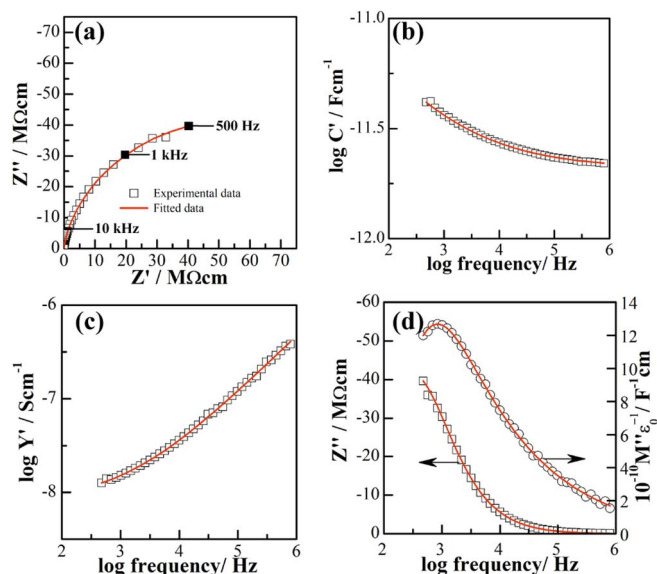 (a)
-70
-60
-50
-40
-30
-20
-10
0
Z'' / MΩcm
500 Hz
1 kHz
10 kHz
Experimental data
Fitted data
0 10 20 30 40 50 60 70
Z' / MΩcm
(b)
-11.0
-11.5
-12.0
log C' / Fcm⁻¹
2 3 4 5 6
log frequency/ Hz
(c)
-6
-7
-8
log Y' / Scm⁻¹
2 3 4 5 6
log frequency/ Hz
(d)
-60
-50
-40
-30
-20
-10
0
Z'' / MΩcm
14
12
10
8
6
4
2
0
10⁻¹⁰M''ε₀⁻¹/ F⁻¹cm
2 3 4 5 6
log frequency/ Hz